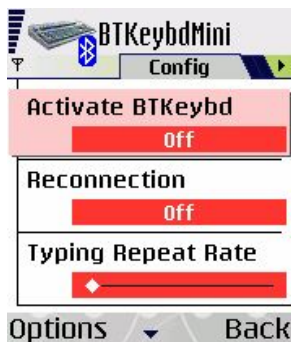 BTKeybdMini
Config
Activate BTKeybd
Off
Reconnection
Off
Typing Repeat Rate
Options Back